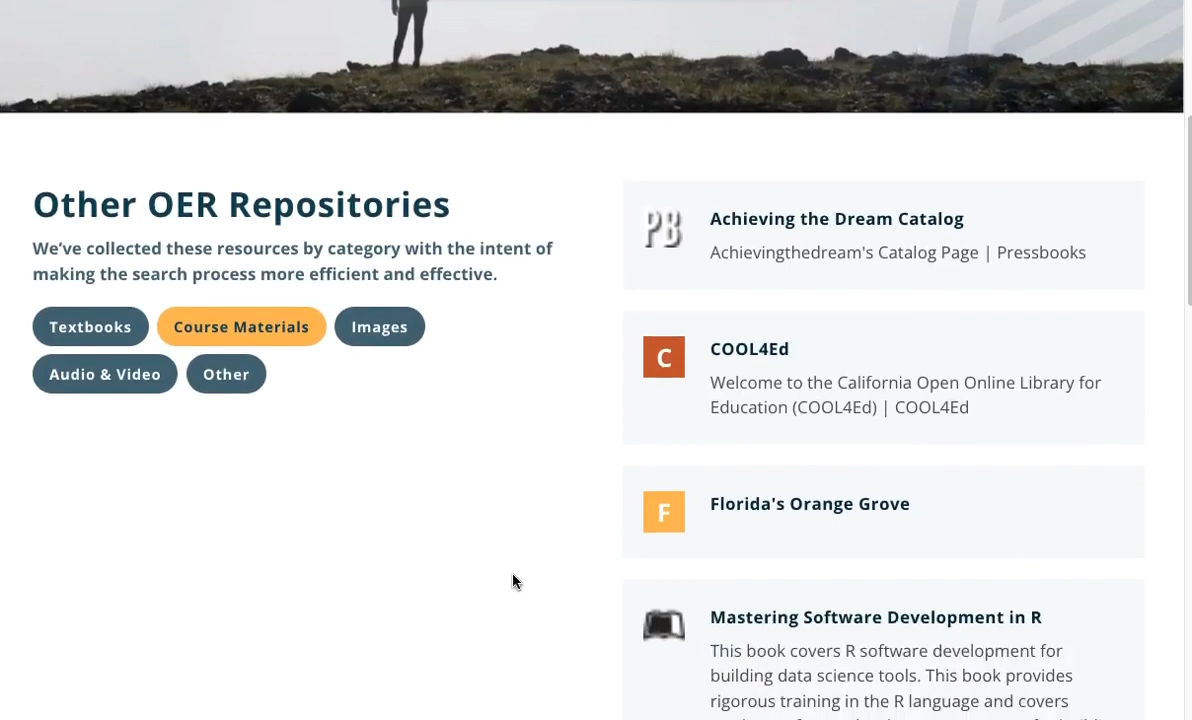 Other OER Repositories
We've collected these resources by category with the intent of
making the search process more efficient and effective.
Textbooks
Course Materials
Images
Audio & Video
Other
PB
Achieving the Dream Catalog
Achievingthedream's Catalog Page | Pressbooks
C
COOL4Ed
Welcome to the California Open Online Library for
Education (COOL4Ed) | COOL4Ed
F
Florida's Orange Grove
Mastering Software Development in R
This book covers R software development for
building data science tools. This book provides
rigorous training in the R language and covers